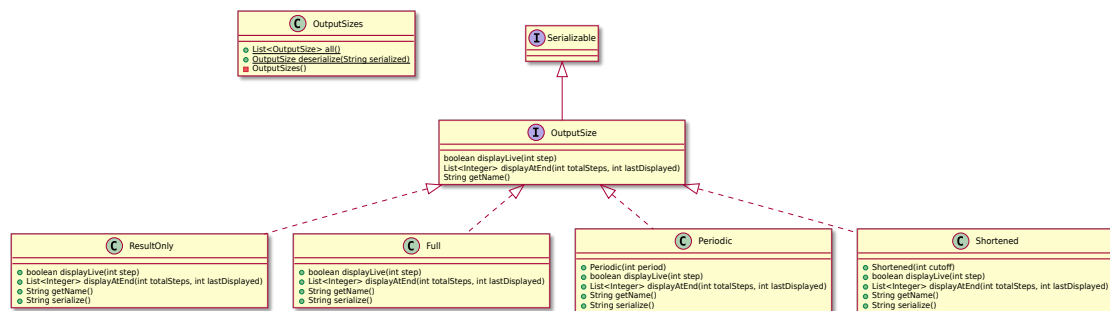 C OutputSizes
List<OutputSize> all()
OutputSize deserialize(String serialized)
OutputSizes()
I Serializable
I OutputSize
boolean displayLive(int step)
List<Integer> displayAtEnd(int totalSteps, int lastDisplayed)
String getName()
C ResultOnly
boolean displayLive(int step)
List<Integer> displayAtEnd(int totalSteps, int lastDisplayed)
String getName()
String serialize()
C Full
boolean displayLive(int step)
List<Integer> displayAtEnd(int totalSteps, int lastDisplayed)
String getName()
String serialize()
C Periodic
Periodic(int period)
boolean displayLive(int step)
List<Integer> displayAtEnd(int totalSteps, int lastDisplayed)
String getName()
String serialize()
C Shortened
Shortened(int cutoff)
boolean displayLive(int step)
List<Integer> displayAtEnd(int totalSteps, int lastDisplayed)
String getName()
String serialize()